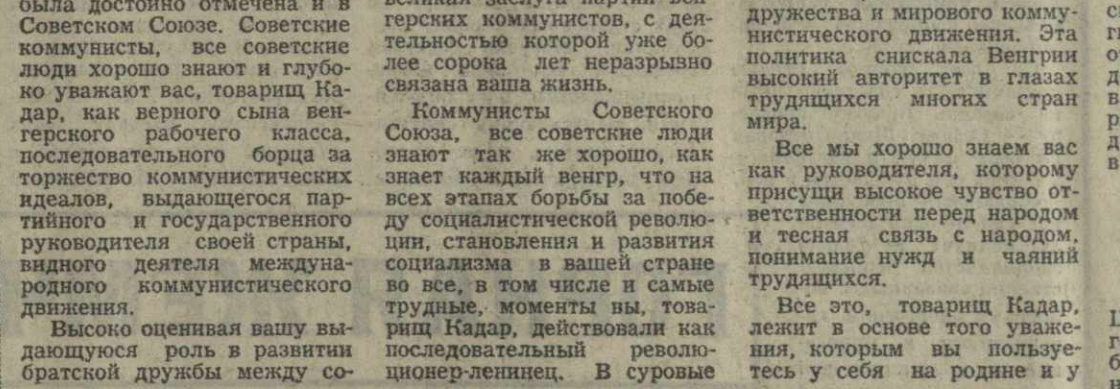 была достойно отмечена и в
Советском Союзе. Советские
коммунисты, все советские
люди хорошо знают и глубо-
ко уважают вас, товарищ Ка-
дар, как верного сына вен-
герского рабочего класса,
последовательного борца за
торжество коммунистических
идеалов, выдающегося пар-
тийного и государственного
руководителя своей страны,
видного деятеля междуна-
родного коммунистического
движения.
Высоко оценивая вашу вы-
дающуюся роль в развитии
братской дружбы между со-
великая заслуга партии вен-
герских коммунистов, с дея-
тельностью которой уже бо-
лее сорока лет неразрывно
связана ваша жизнь.
Коммунисты Советского
Союза, все советские люди
знают так же хорошо, как
знает каждый венгр, что на
всех этапах борьбы за побе-
ду социалистической револю-
ции, становления и развития
социализма в вашей стране
во все, в том числе и самые
трудные, моменты вы, това-
рищ Кадар, действовали как
последовательный револю-
ционер-ленинец. В суровые
дружества и мирового комму-
нистического движения. Эта
политика снискала Венгрии
высокий авторитет в глазах
трудящихся многих стран
мира.
Все мы хорошо знаем вас
как руководителя, которому
присущи высокое чувство от-
ветственности перед народом
и тесная связь с народом,
понимание нужд и чаяний
трудящихся.
Все это, товарищ Кадар,
лежит в основе того уваже-
ния, которым вы пользуе-
тесь у себя на родине и у